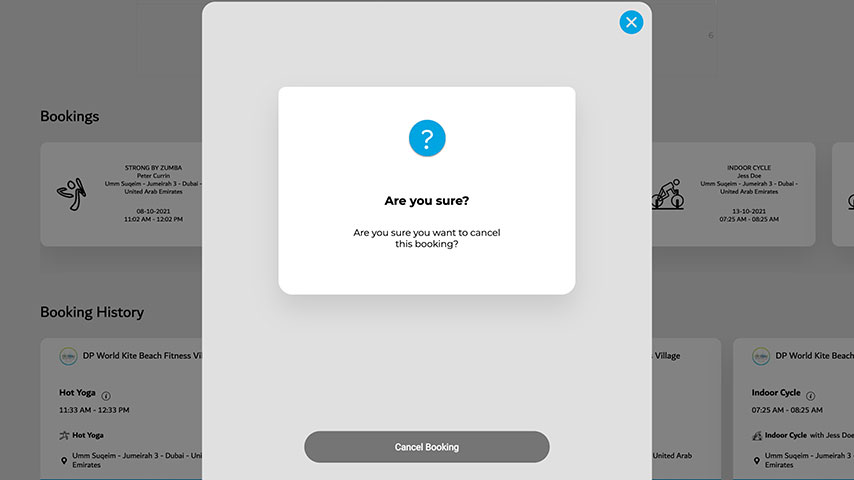 Bookings
STRONG BY ZUMBA
Peter Currin
Umm Suqeim - Jumeirah 3 - Dubai -
United Arab Emirates
08-10-2021
11:02 AM - 12:02 PM
INDOOR CYCLE
Jess Doe
Umm Suqeim - Jumeirah 3 - Dubai -
United Arab Emirates
13-10-2021
07:25 AM - 08:25 AM
?
Are you sure?
Are you sure you want to cancel
this booking?
Booking History
DP World Kite Beach Fitness Vil
Hot Yoga
11:33 AM - 12:33 PM
Hot Yoga
Umm Suqeim - Jumeirah 3 - Dubai - Uni
Emirates
Village
United Arab
DP World Kite Beach
Indoor Cycle
07:25 AM - 08:25 AM
Indoor Cycle with Jess Doe
Umm Suqeim - Jumeirah 3
Emirates
Cancel Booking